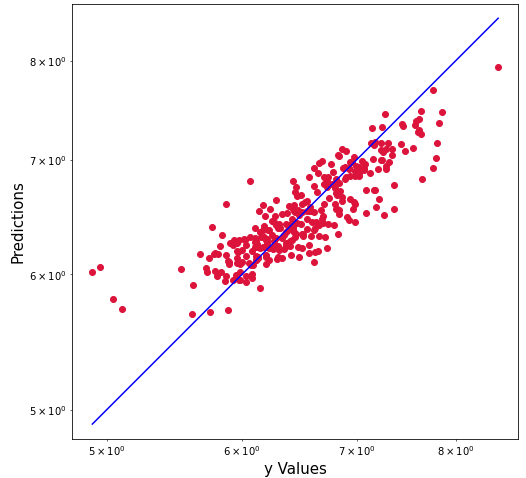 8 × 10⁰
7 × 10⁰
6 × 10⁰
5 × 10⁰
Predictions
5 × 10⁰ 6 × 10⁰ 7 × 10⁰ 8 × 10⁰
y Values